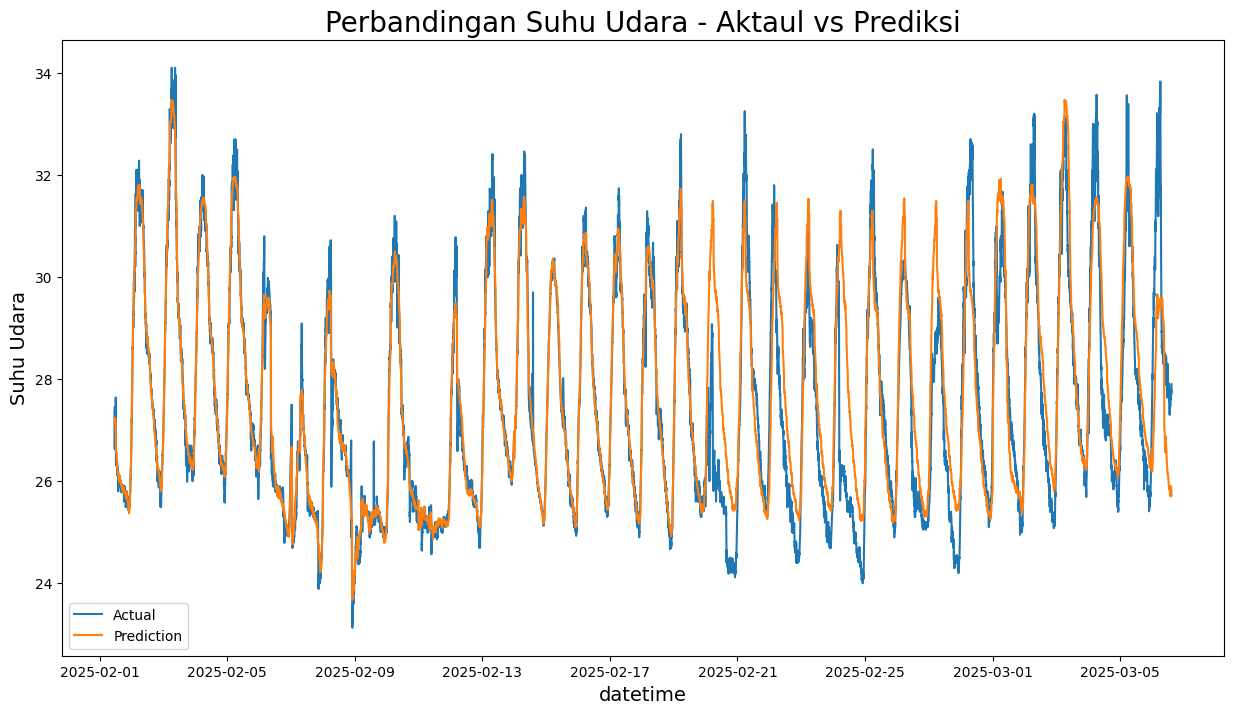 Perbandingan Suhu Udara - Aktaul vs Prediksi
Suhu Udara
34
32
30
28
26
24
Actual
Prediction
2025-02-01 2025-02-05 2025-02-09 2025-02-13 2025-02-17 2025-02-21 2025-02-25 2025-03-01 2025-03-05
datetime